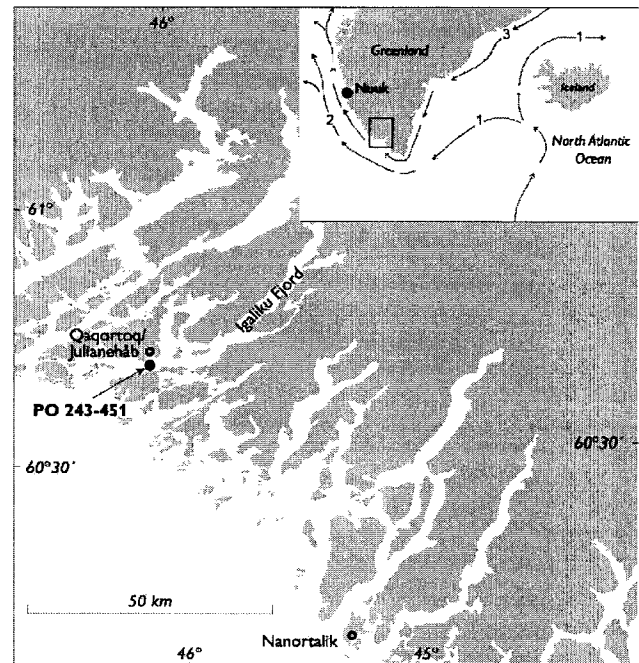 46°
Greenland
3
1
Nuuk
Iceland
2
1
North Atlantic
Ocean
61°
Igaliku Fjord
Qaqortoq/
Julianehåb
PO 243-451
60°30´
60°30´
50 km
Nanortalik
46°
45°